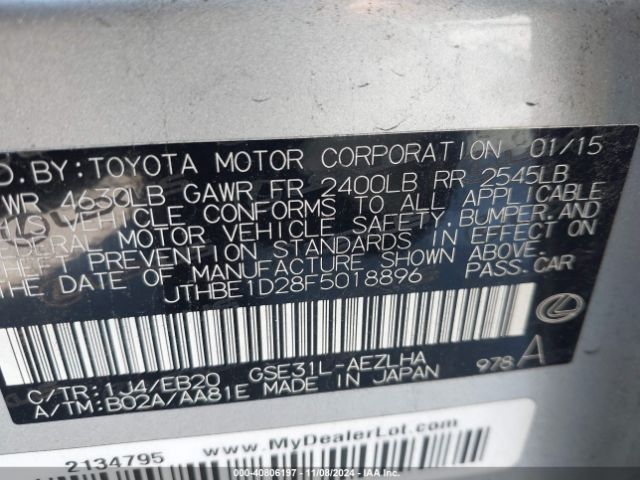 D. BY: TOYOTA MOTOR CORPORATION 01/15
WR 4630LB GAWR FR 2400LB RR 2545LB
HIS VEHICLE CONFORMS TO ALL APPLICABLE
EDERAL MOTOR VEHICLE SAFETY, BUMPER, AND
THEFT PREVENTION STANDARDS IN EFFECT ON
THE DATE OF MANUFACTURE SHOWN ABOVE.
JTHBE1D28F5018896 PASS. CAR
C/TR: 1J4/EB20 GSE31L-AEZLHA
A/TM: B02A/AA81E MADE IN JAPAN 978 A
2134795 www.MyDealerLot.com
000-40806197 - 11/08/2024 - IAAI.com